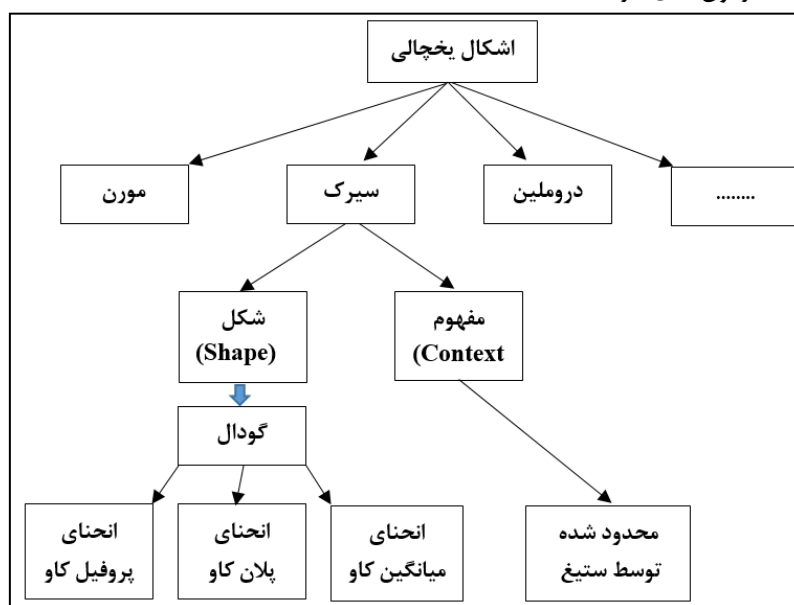 اشکال یخچالی
مورن
سیرک
دروملین
........
شکل
(Shape)
مفهوم
(Context
گودال
انحنای
پروفیل کاو
انحنای
پلان کاو
انحنای
میانگین کاو
محدود شده
توسط ستیغ